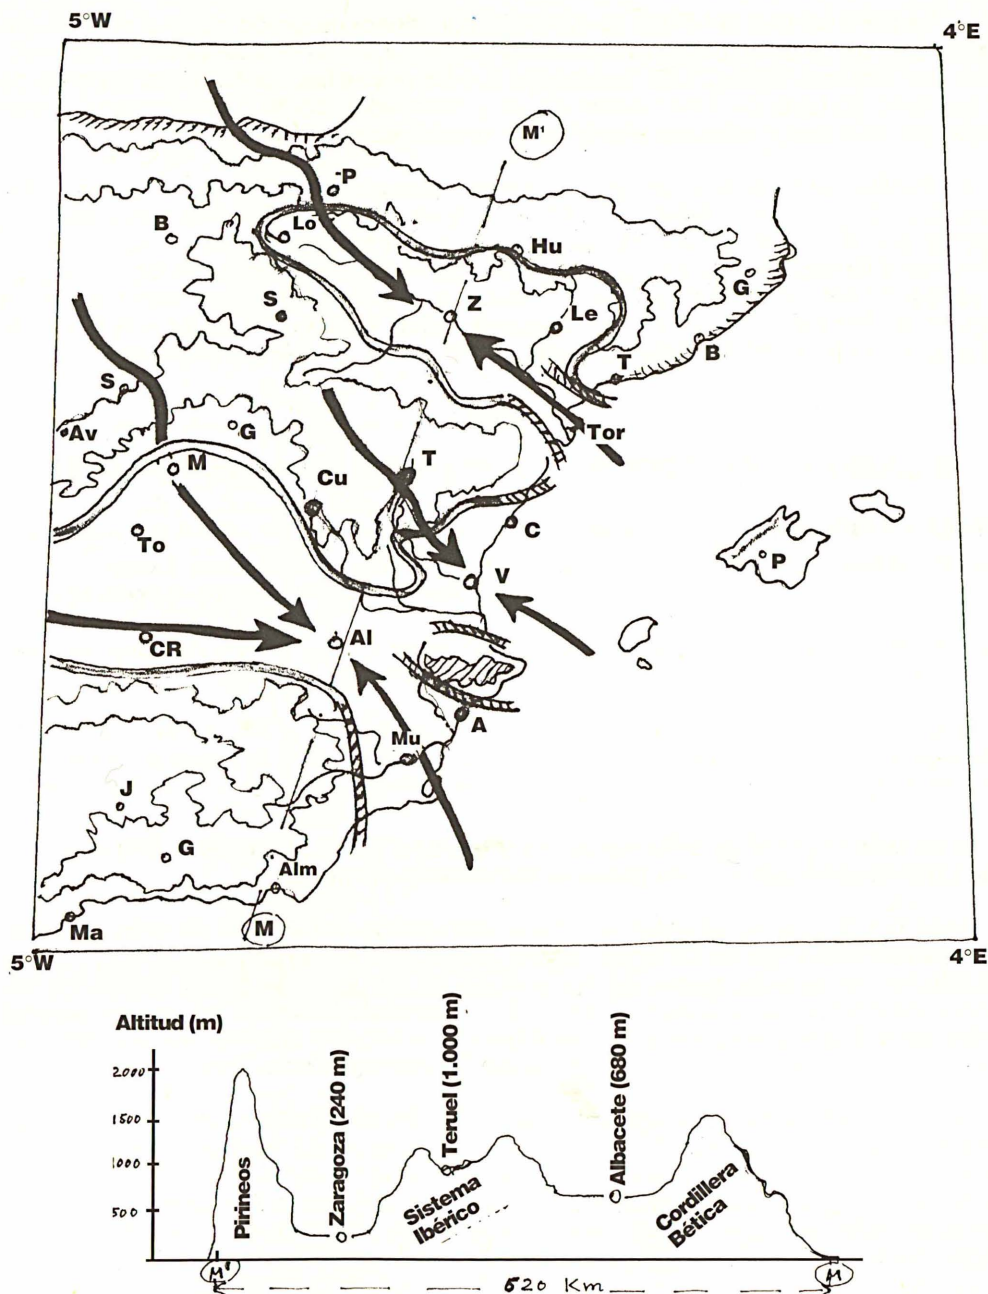 5°W
4°E
M'
P
B
Lo
Hu
G
S
Z
Le
B
S
T
Av
G
Tor
M
T
Cu
To
C
P
V
CR
Al
A
Mu
J
G
Alm
Ma
M
5°W
4°E
Altitud (m)
2000
1500
1000
500
Pirineos
Zaragoza (240 m)
Sistema
Ibérico
Teruel (1.000 m)
Albacete (680 m)
Cordillera
Bética
M'
M
520 Km